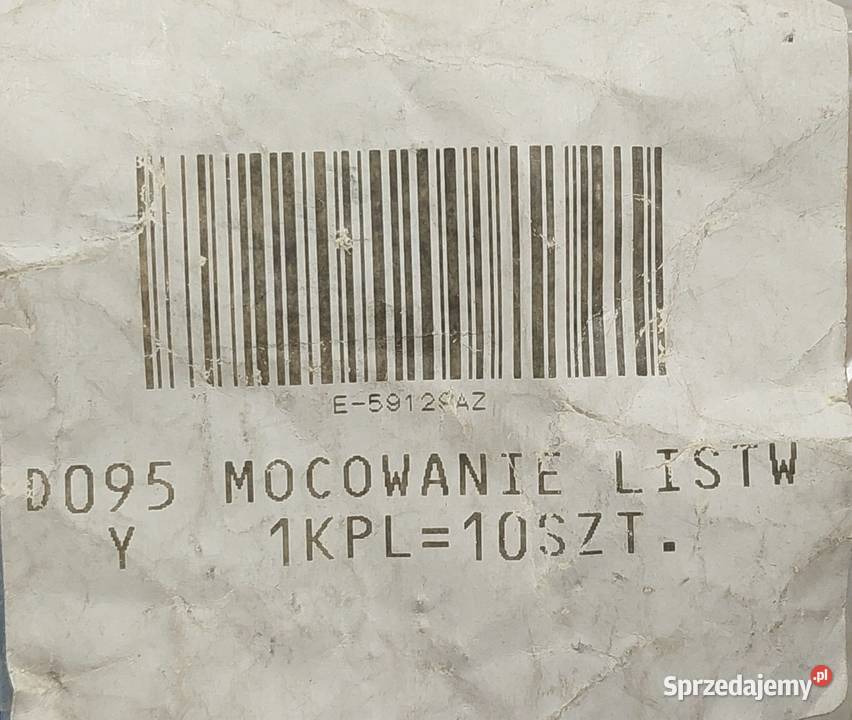 D095 MOCOWANIE LISTW
Y 1KPL=10SZT.
Sprzedajemy.pl